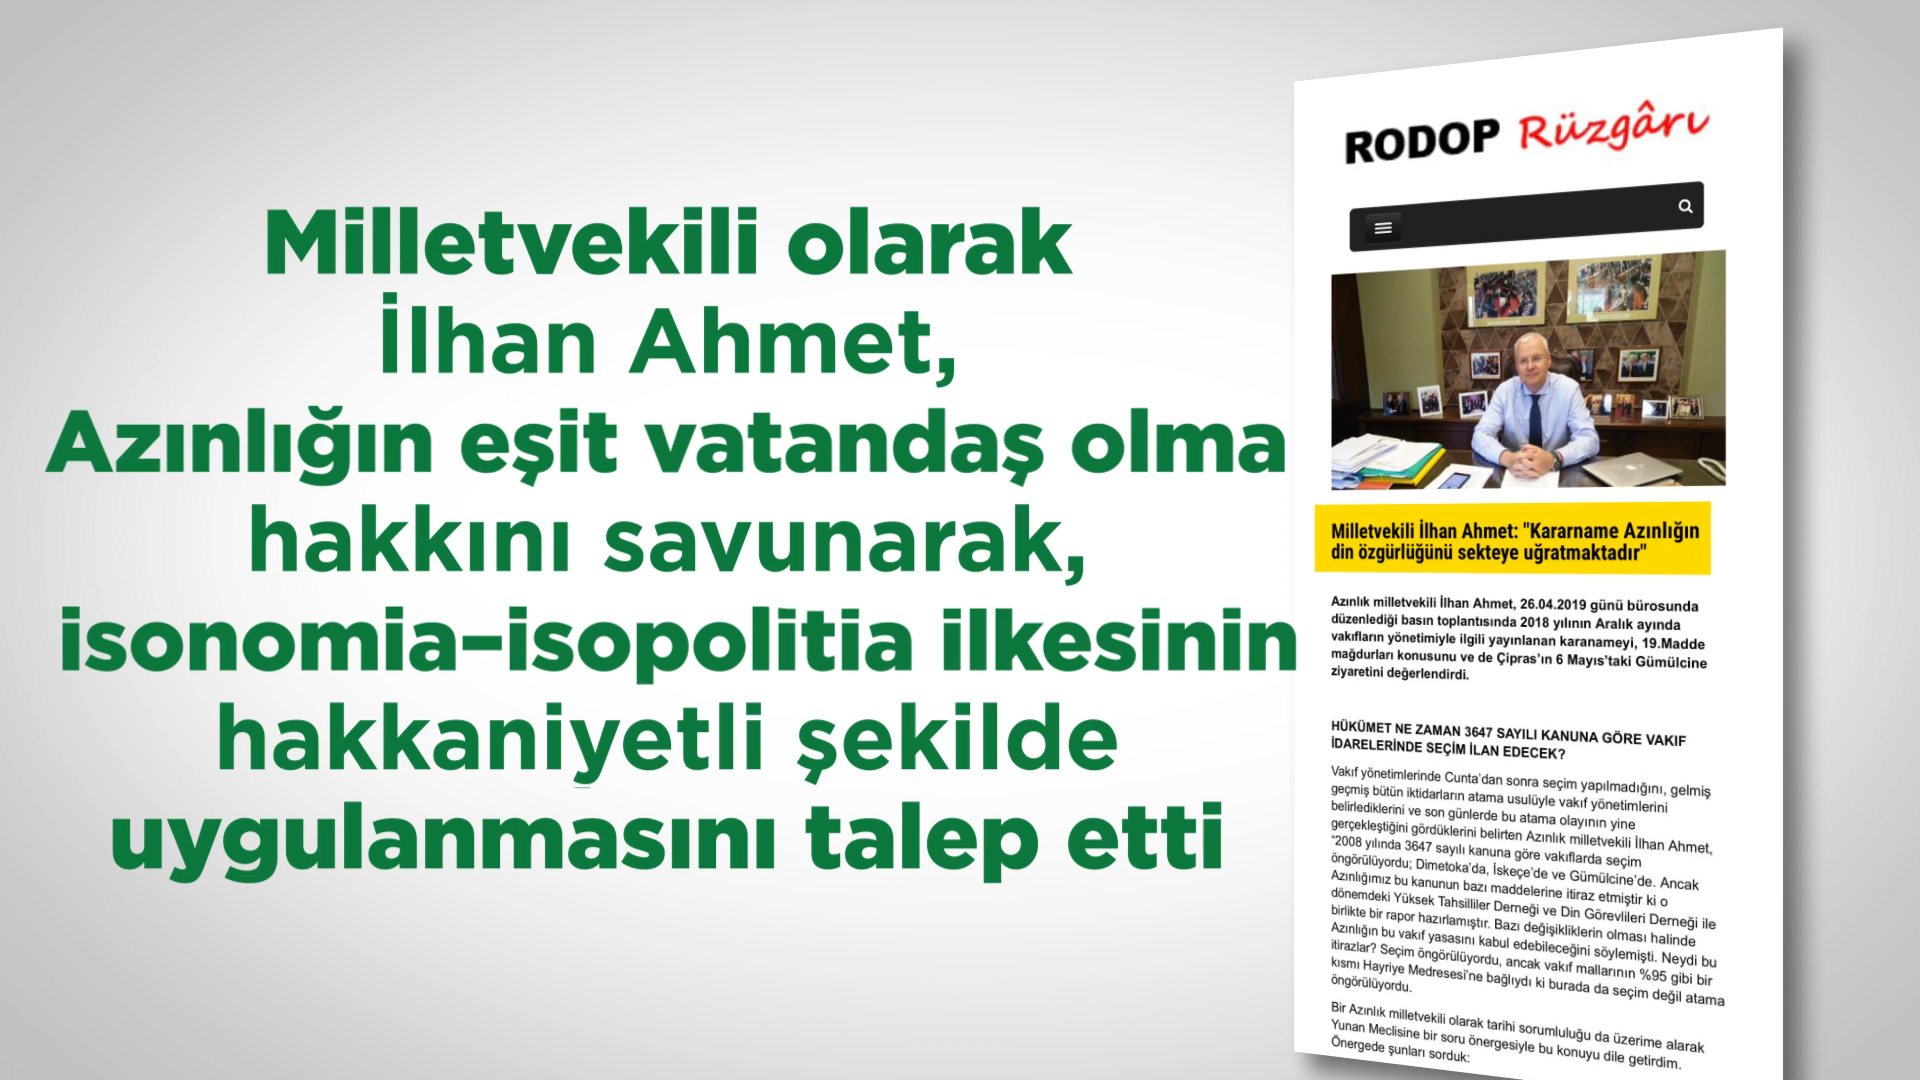 Milletvekili olarak
İlhan Ahmet,
Azınlığın eşit vatandaş olma
hakkını savunarak,
isonomia–isopolitia ilkesinin
hakkaniyetli şekilde
uygulanmasını talep etti
RODOP Rüzgârı
Milletvekili İlhan Ahmet: "Kararname Azınlığın
din özgürlüğünü sekteye uğratmaktadır"
Azınlık milletvekili İlhan Ahmet, 26.04.2019 günü bürosunda
düzenlediği basın toplantısında 2018 yılının Aralık ayında
vakıfların yönetimiyle ilgili yayınlanan karanameyi, 19.Madde
mağdurları konusunu ve de Çipras’ın 6 Mayıs’taki Gümülcine
ziyaretini değerlendirdi.
HÜKÜMET NE ZAMAN 3647 SAYILI KANUNA GÖRE VAKIF
İDARELERİNDE SEÇİM İLAN EDECEK?
Vakıf yönetimlerinde Cunta’dan sonra seçim yapılmadığını, gelmiş
geçmiş bütün iktidarların atama usulüyle vakıf yönetimlerini
belirlediklerini ve son günlerde bu atama olayının yine
gerçekleştiğini gördüklerini belirten Azınlık milletvekili İlhan Ahmet,
“2008 yılında 3647 sayılı kanuna göre vakıflarda seçim
öngörülüyordu; Dimetoka’da, İskeçe’de ve Gümülcine’de. Ancak
Azınlığımız bu kanunun bazı maddelerine itiraz etmiştir ki o
dönemdeki Yüksek Tahsilliler Derneği ve Din Görevlileri Derneği ile
birlikte bir rapor hazırlamıştır. Bazı değişikliklerin olması halinde
Azınlığın bu vakıf yasasını kabul edebileceğini söylemişti. Neydi bu
itirazlar? Seçim öngörülüyordu, ancak vakıf mallarının %95 gibi bir
kısmı Hayriye Medresesi’ne bağlıydı ki burada da seçim değil atama
öngörülüyordu.
Bir Azınlık milletvekili olarak tarihi sorumluluğu da üzerime alarak
Yunan Meclisine bir soru önergesiyle bu konuyu dile getirdim.
Önergede şunları sorduk: